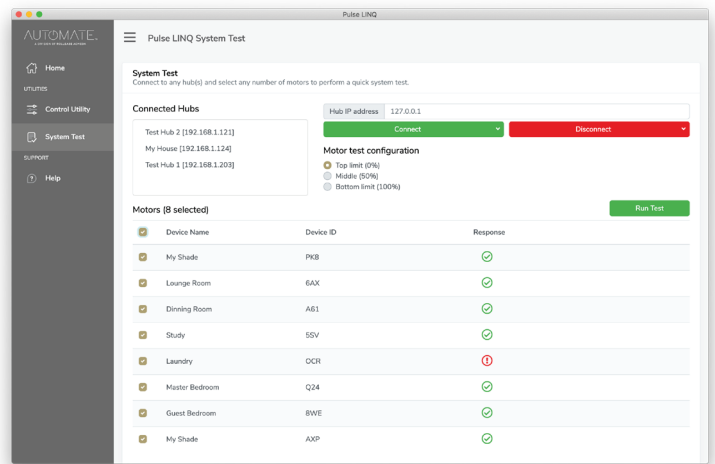 Pulse LINQ
AUTOMATE
Pulse LINQ System Test
Home
UTILITIES
Control Utility
System Test
SUPPORT
Help
System Test
Connect to any hub(s) and select any number of motors to perform a quick system test.
Connected Hubs
Test Hub 2 [192.168.1.121]
My House [192.168.1.124]
Test Hub 1 [192.168.1.203]
Hub IP address 127.0.0.1
Connect Disconnect
Motor test configuration
Top limit (0%)
Middle (50%)
Bottom limit (100%)
Motors (8 selected) Run Test
Device Name Device ID Response
My Shade PKB
Lounge Room 6AX
Dinning Room A61
Study 5SV
Laundry OCR
Master Bedroom Q24
Guest Bedroom 8WE
My Shade AXP